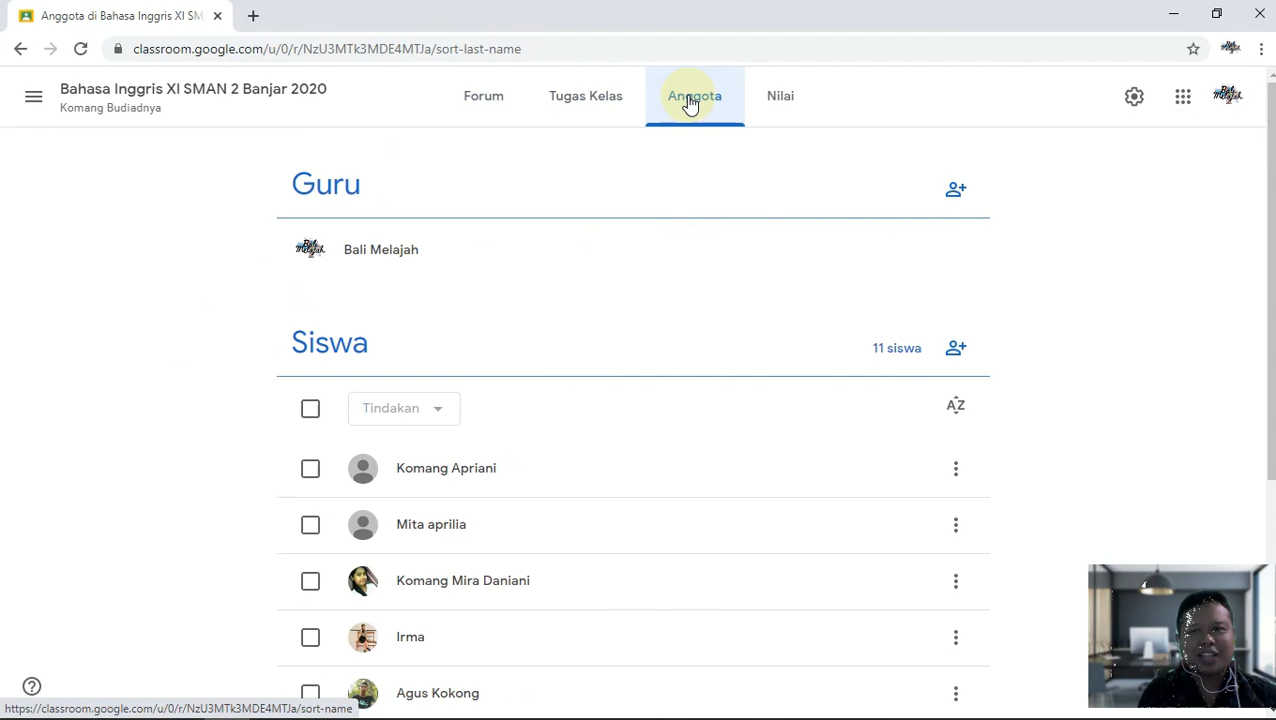 Anggota di Bahasa Inggris XI SM
classroom.google.com/u/0/r/NzU3MTk3MDE4MTJa/sort-last-name
Bahasa Inggris XI SMAN 2 Banjar 2020
Komang Budiadnya
Forum
Tugas Kelas
Anggota
Nilai
Guru
Bali Melajah
Siswa
11 siswa
Tindakan
AZ
Komang Apriani
Mita aprilia
Komang Mira Daniani
Irma
Agus Kokong
https://classroom.google.com/u/0/r/NzU3MTk3MDE4MTJa/sort-name